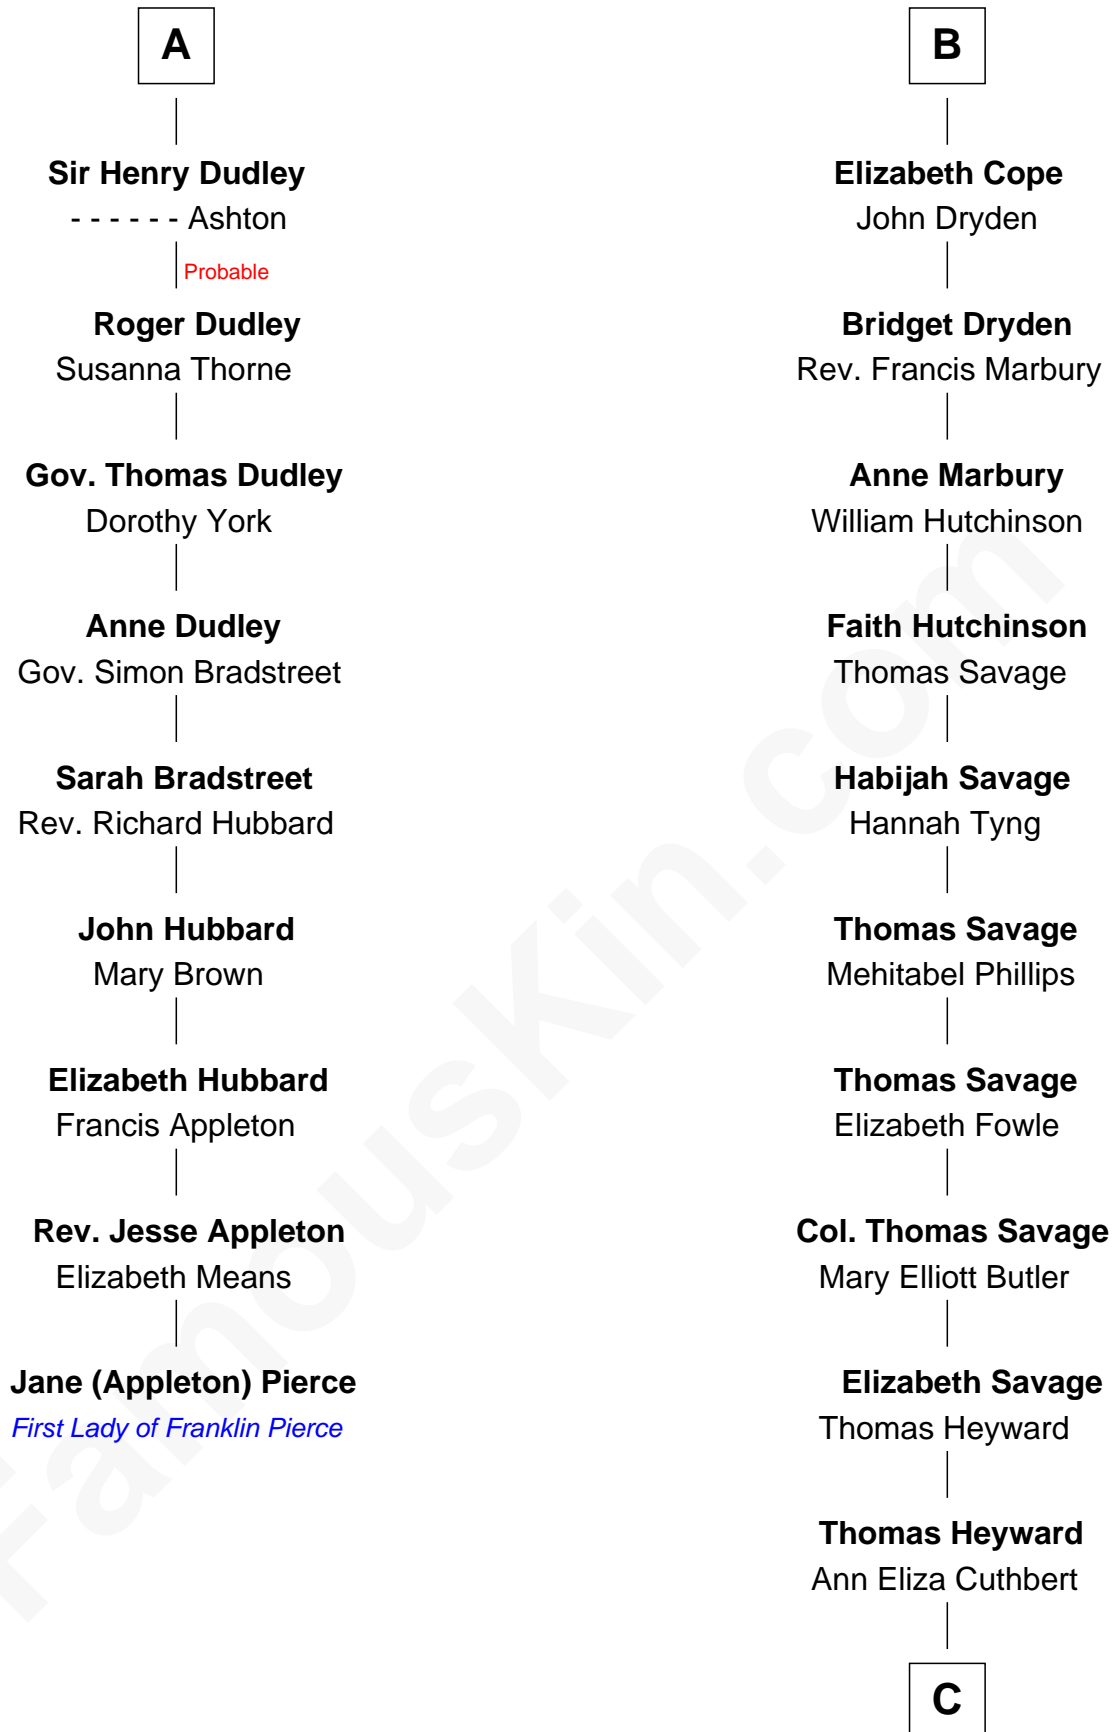 A
Sir Henry Dudley
- - - - - - Ashton
Probable
Roger Dudley
Susanna Thorne
Gov. Thomas Dudley
Dorothy York
Anne Dudley
Gov. Simon Bradstreet
Sarah Bradstreet
Rev. Richard Hubbard
John Hubbard
Mary Brown
Elizabeth Hubbard
Francis Appleton
Rev. Jesse Appleton
Elizabeth Means
Jane (Appleton) Pierce
First Lady of Franklin Pierce
B
Elizabeth Cope
John Dryden
Bridget Dryden
Rev. Francis Marbury
Anne Marbury
William Hutchinson
Faith Hutchinson
Thomas Savage
Habijah Savage
Hannah Tyng
Thomas Savage
Mehitabel Phillips
Thomas Savage
Elizabeth Fowle
Col. Thomas Savage
Mary Elliott Butler
Elizabeth Savage
Thomas Heyward
Thomas Heyward
Ann Eliza Cuthbert
C
FamousKin.com